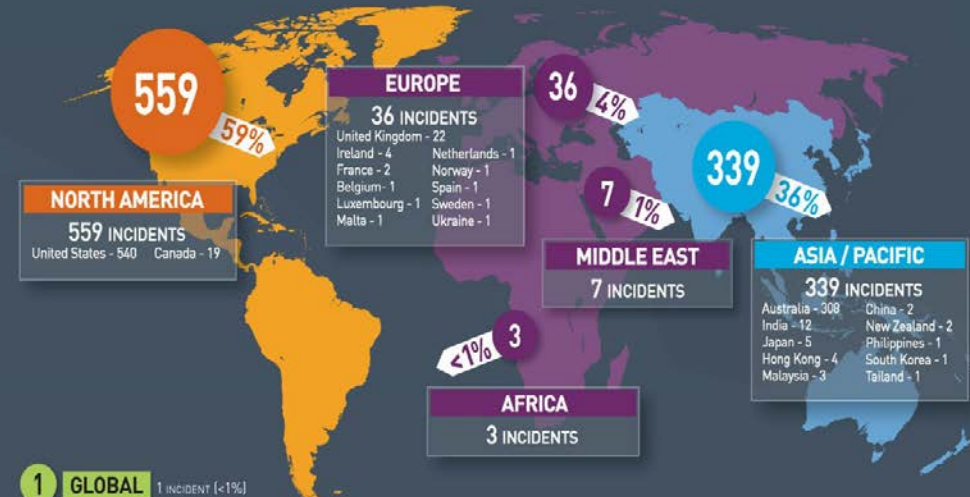 559
59%
NORTH AMERICA
559 INCIDENTS
United States - 540 Canada - 19
EUROPE
36 INCIDENTS
United Kingdom - 22
Ireland - 4 Netherlands - 1
France - 2 Norway - 1
Belgium- 1 Spain - 1
Luxembourg - 1 Sweden - 1
Malta - 1 Ukraine - 1
36
4%
7
1%
MIDDLE EAST
7 INCIDENTS
339
36%
ASIA / PACIFIC
339 INCIDENTS
Australia - 308 China - 2
India - 12 New Zealand - 2
Japan - 5 Philippines - 1
Hong Kong - 4 South Korea - 1
Malaysia - 3 Tailand - 1
<1%
3
AFRICA
3 INCIDENTS
1 GLOBAL 1 INCIDENT (<1%)